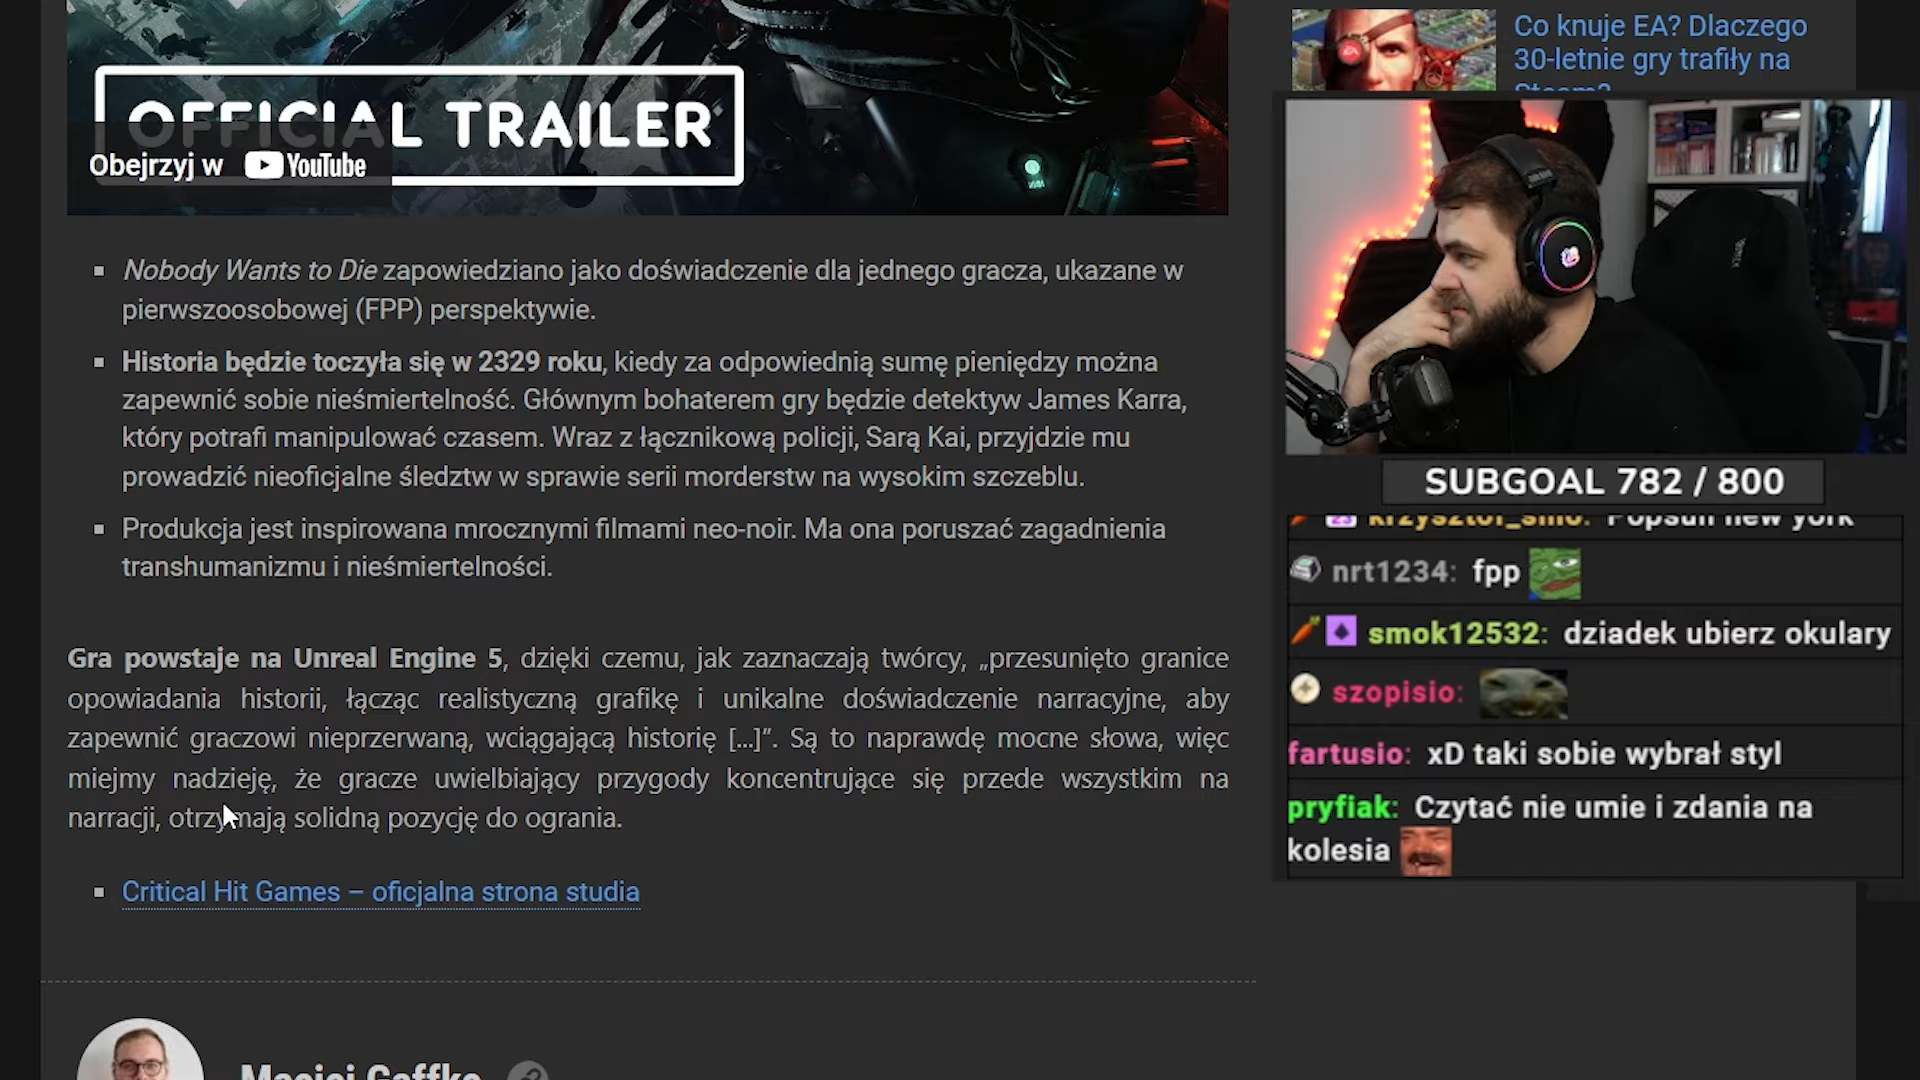 OFFICIAL TRAILER
Obejrzyj w YouTube
Nobody Wants to Die zapowiedziano jako doświadczenie dla jednego gracza, ukazane w
pierwszoosobowej (FPP) perspektywie.
Historia będzie toczyła się w 2329 roku, kiedy za odpowiednią sumę pieniędzy można
zapewnić sobie nieśmiertelność. Głównym bohaterem gry będzie detektyw James Karra,
który potrafi manipulować czasem. Wraz z łącznikową policji, Sarą Kai, przyjdzie mu
prowadzić nieoficjalne śledztw w sprawie serii morderstw na wysokim szczeblu.
Produkcja jest inspirowana mrocznymi filmami neo-noir. Ma ona poruszać zagadnienia
transhumanizmu i nieśmiertelności.
Gra powstaje na Unreal Engine 5, dzięki czemu, jak zaznaczają twórcy, „przesunięto granice
opowiadania historii, łącząc realistyczną grafikę i unikalne doświadczenie narracyjne, aby
zapewnić graczowi nieprzerwaną, wciągającą historię [...]”. Są to naprawdę mocne słowa, więc
miejmy nadzieję, że gracze uwielbiający przygody koncentrujące się przede wszystkim na
narracji, otrzymają solidną pozycję do ogrania.
Critical Hit Games – oficjalna strona studia
Maciej Gaffke
Co knuje EA? Dlaczego
30-letnie gry trafiły na
Steam?
SUBGOAL 782 / 800
krzysztof_smo: Popsuli new york
nrt1234: fpp
smok12532: dziadek ubierz okulary
szopisio:
fartusio: xD taki sobie wybrał styl
pryfiak: Czytać nie umie i zdania na
kolesia